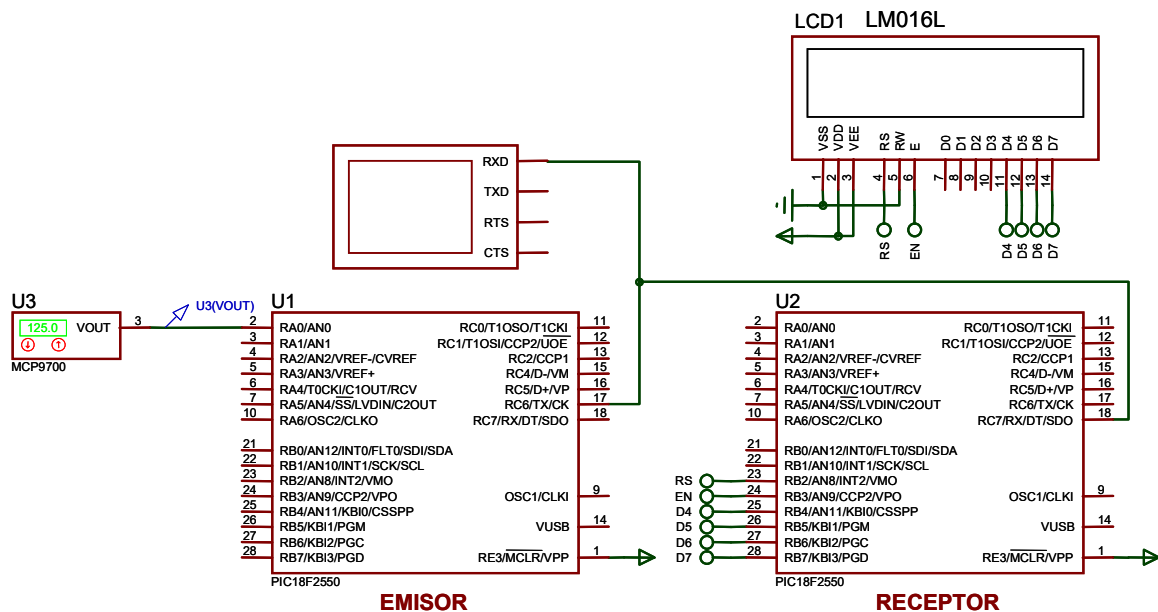 LCD1 LM016L
VSS
VDD
VEE
RS
RW
E
D0
D1
D2
D3
D4
D5
D6
D7
1
2
3
4
5
6
7
8
9
10
11
12
13
14
RS
EN
D4
D5
D6
D7
RXD
TXD
RTS
CTS
U3
125.0
VOUT
3
MCP9700
U3(VOUT)
U1
2 RA0/AN0 RC0/T1OSO/T1CKI 11
3 RA1/AN1 RC1/T1OSI/CCP2/UOE 12
4 RA2/AN2/VREF-/CVREF RC2/CCP1 13
5 RA3/AN3/VREF+ RC4/D-/VM 15
6 RA4/T0CKI/C1OUT/RCV RC5/D+/VP 16
7 RA5/AN4/SS/LVDIN/C2OUT RC6/TX/CK 17
10 RA6/OSC2/CLKO RC7/RX/DT/SDO 18
21 RB0/AN12/INT0/FLT0/SDI/SDA
22 RB1/AN10/INT1/SCK/SCL
23 RB2/AN8/INT2/VMO
24 RB3/AN9/CCP2/VPO OSC1/CLKI 9
25 RB4/AN11/KBI0/CSSPP
26 RB5/KBI1/PGM VUSB 14
27 RB6/KBI2/PGC
28 RB7/KBI3/PGD RE3/MCLR/VPP 1
PIC18F2550
EMISOR
U2
2 RA0/AN0 RC0/T1OSO/T1CKI 11
3 RA1/AN1 RC1/T1OSI/CCP2/UOE 12
4 RA2/AN2/VREF-/CVREF RC2/CCP1 13
5 RA3/AN3/VREF+ RC4/D-/VM 15
6 RA4/T0CKI/C1OUT/RCV RC5/D+/VP 16
7 RA5/AN4/SS/LVDIN/C2OUT RC6/TX/CK 17
10 RA6/OSC2/CLKO RC7/RX/DT/SDO 18
21 RB0/AN12/INT0/FLT0/SDI/SDA
22 RB1/AN10/INT1/SCK/SCL
RS 23 RB2/AN8/INT2/VMO
EN 24 RB3/AN9/CCP2/VPO OSC1/CLKI 9
D4 25 RB4/AN11/KBI0/CSSPP
D5 26 RB5/KBI1/PGM VUSB 14
D6 27 RB6/KBI2/PGC
D7 28 RB7/KBI3/PGD RE3/MCLR/VPP 1
PIC18F2550
RECEPTOR